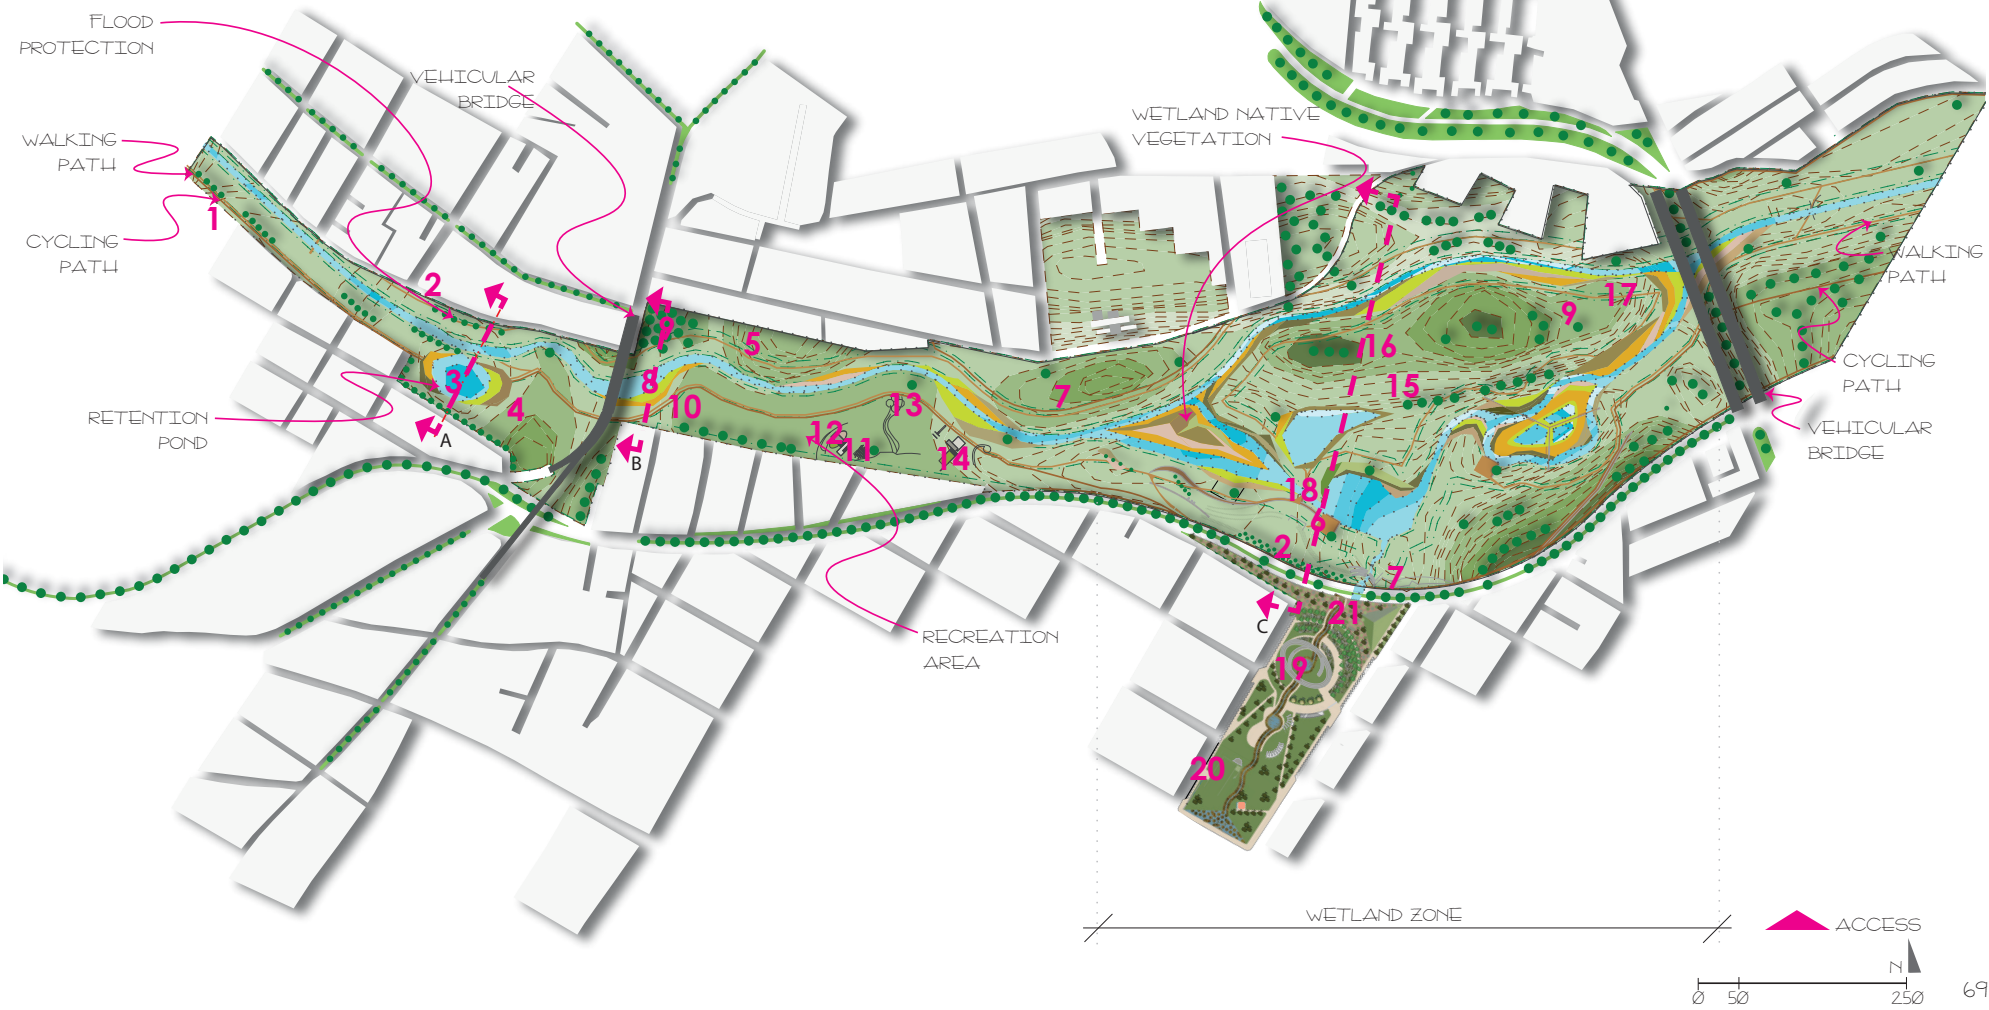 FLOOD
PROTECTION
VEHICULAR
BRIDGE
WALKING
PATH
CYCLING
PATH
1
2
RETENTION
POND
3
4
A
9
5
8
10
B
12
11
13
14
7
RECREATION
AREA
WETLAND NATIVE
VEGETATION
16
15
9
17
18
6
2
7
C
21
19
20
WALKING
PATH
CYCLING
PATH
VEHICULAR
BRIDGE
WETLAND ZONE
ACCESS
N
0 50 250
69